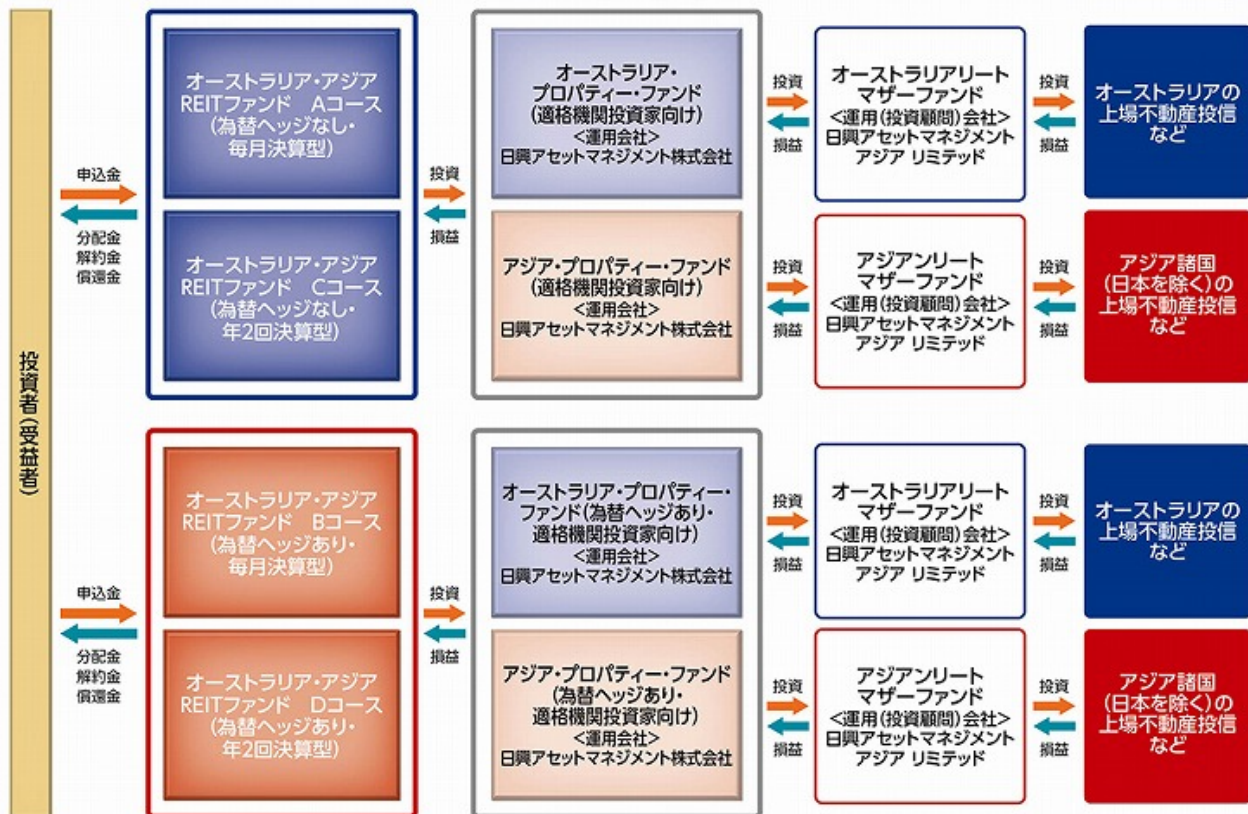 投資者(受益者)
申込金
分配金
解約金
償還金
オーストラリア・アジア
REITファンド Aコース
(為替ヘッジなし・
毎月決算型)
オーストラリア・アジア
REITファンド Cコース
(為替ヘッジなし・
年2回決算型)
投資
損益
オーストラリア・
プロパティー・ファンド
(適格機関投資家向け)
<運用会社>
日興アセットマネジメント株式会社
アジア・プロパティー・ファンド
(適格機関投資家向け)
<運用会社>
日興アセットマネジメント株式会社
投資
損益
オーストラリアリート
マザーファンド
<運用(投資顧問)会社>
日興アセットマネジメント
アジア リミテッド
投資
損益
オーストラリアの
上場不動産投信
など
投資
損益
アジアンリート
マザーファンド
<運用(投資顧問)会社>
日興アセットマネジメント
アジア リミテッド
投資
損益
アジア諸国
(日本を除く)の
上場不動産投信
など
申込金
分配金
解約金
償還金
オーストラリア・アジア
REITファンド Bコース
(為替ヘッジあり・
毎月決算型)
オーストラリア・アジア
REITファンド Dコース
(為替ヘッジあり・
年2回決算型)
投資
損益
オーストラリア・プロパティー・
ファンド(為替ヘッジあり・
適格機関投資家向け)
<運用会社>
日興アセットマネジメント株式会社
アジア・プロパティー・ファンド
(為替ヘッジあり・
適格機関投資家向け)
<運用会社>
日興アセットマネジメント株式会社
投資
損益
オーストラリアリート
マザーファンド
<運用(投資顧問)会社>
日興アセットマネジメント
アジア リミテッド
投資
損益
オーストラリアの
上場不動産投信
など
投資
損益
アジアンリート
マザーファンド
<運用(投資顧問)会社>
日興アセットマネジメント
アジア リミテッド
投資
損益
アジア諸国
(日本を除く)の
上場不動産投信
など